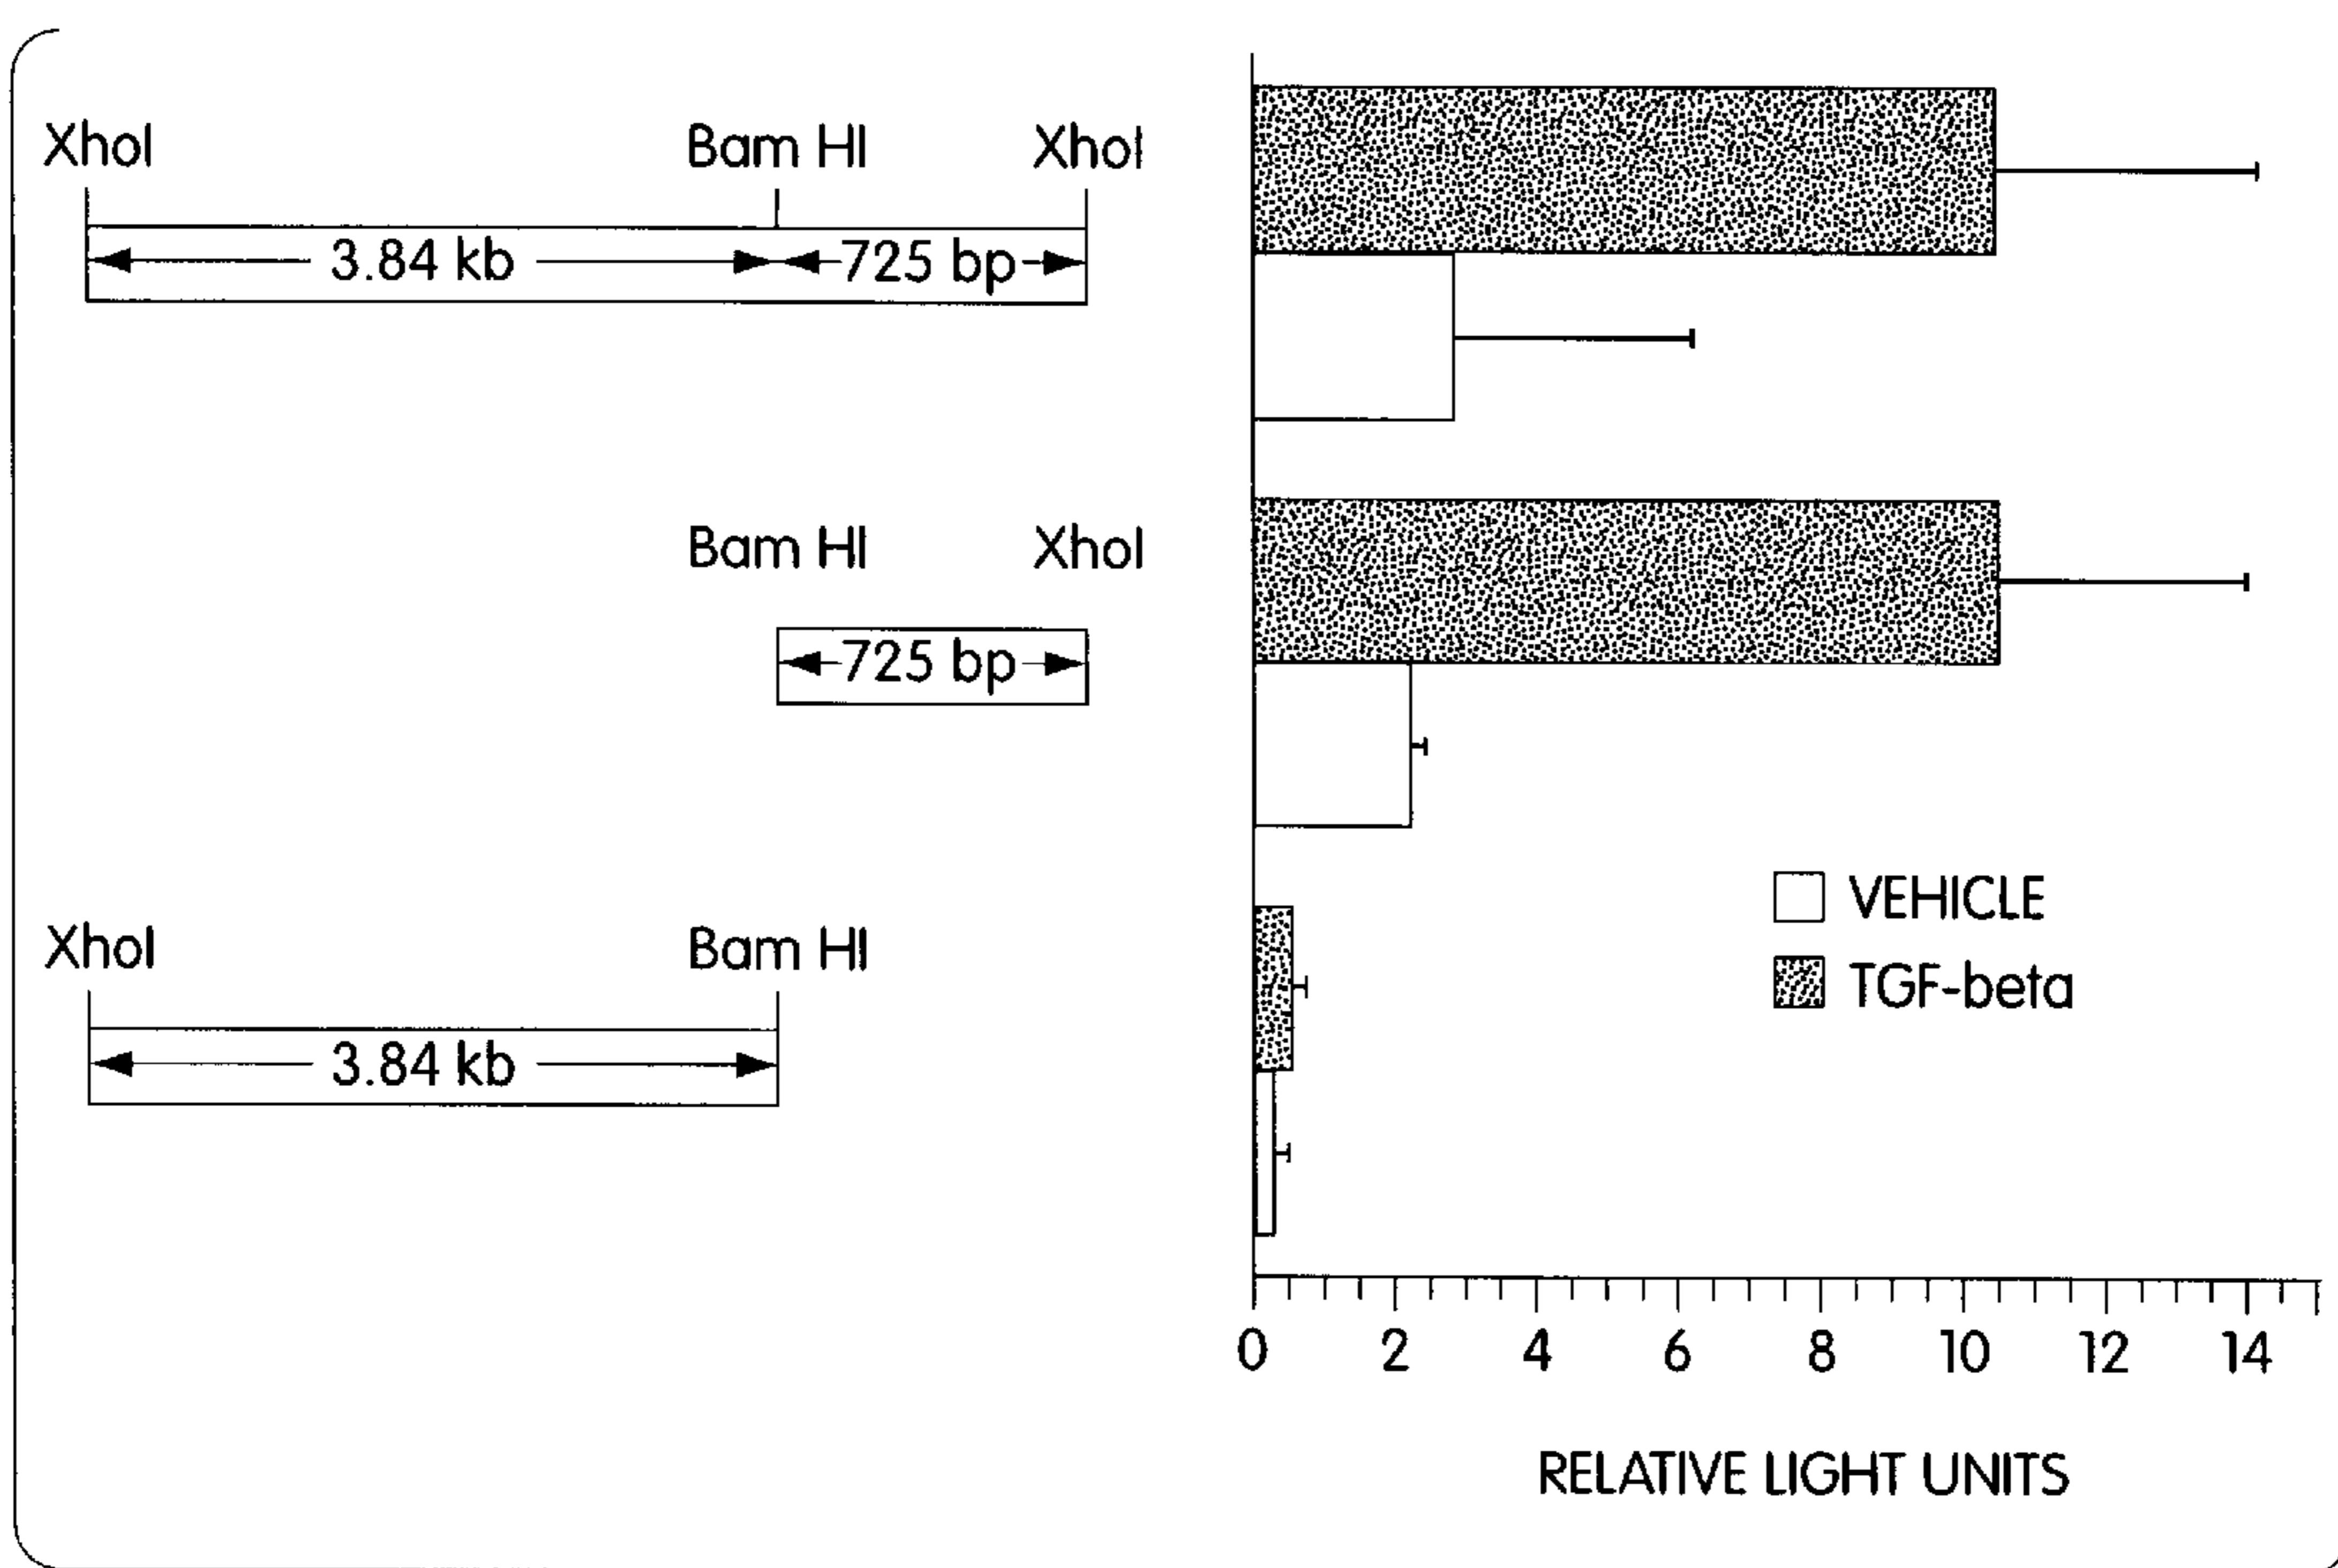 XhoI Bam HI XhoI
3.84 kb 725 bp
Bam HI XhoI
725 bp
VEHICLE
TGF-beta
XhoI Bam HI
3.84 kb
0 2 4 6 8 10 12 14
RELATIVE LIGHT UNITS